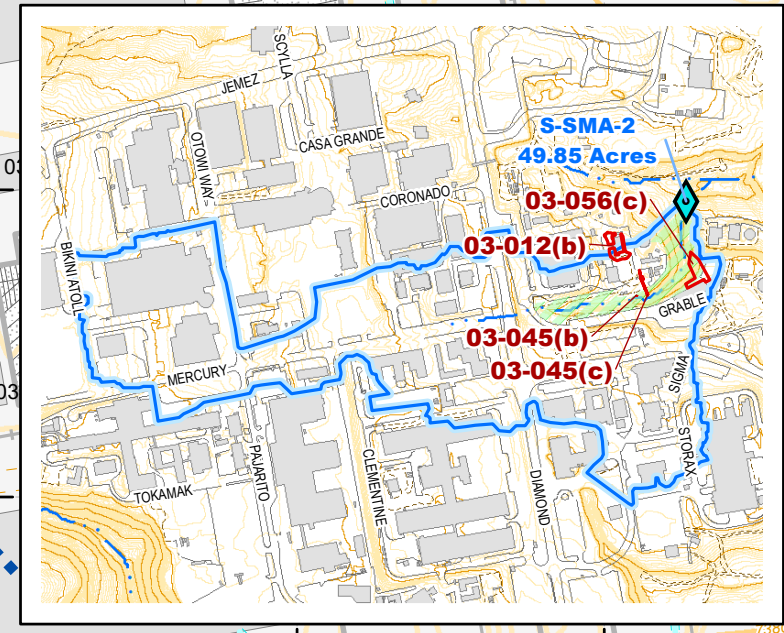 SCYLLA
JEMEZ
OTOWI WAY
CASA GRANDE
S-SMA-2
49.85 Acres
CORONADO
03-056(c)
03-012(b)
BIKINI ATOLL
GRABLE
03-045(b)
03-045(c)
MERCURY
SIGMA
STORAX
PAJARITO
CLEMENTINE
DIAMOND
TOKAMAK
03